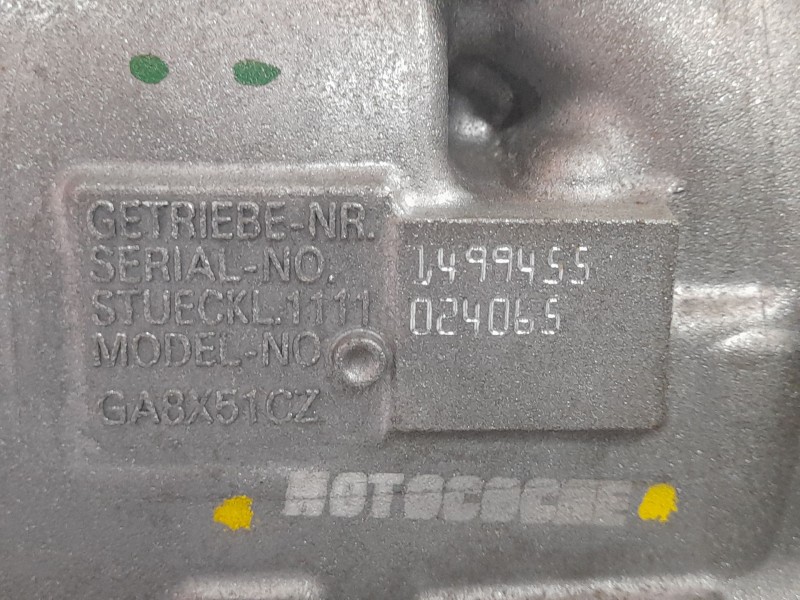 GETRIEBE-NR.
SERIAL-NO. 1499455
STUECKL.1111 024065
MODEL-NO
GA8X51CZ
MOTOCOCHE